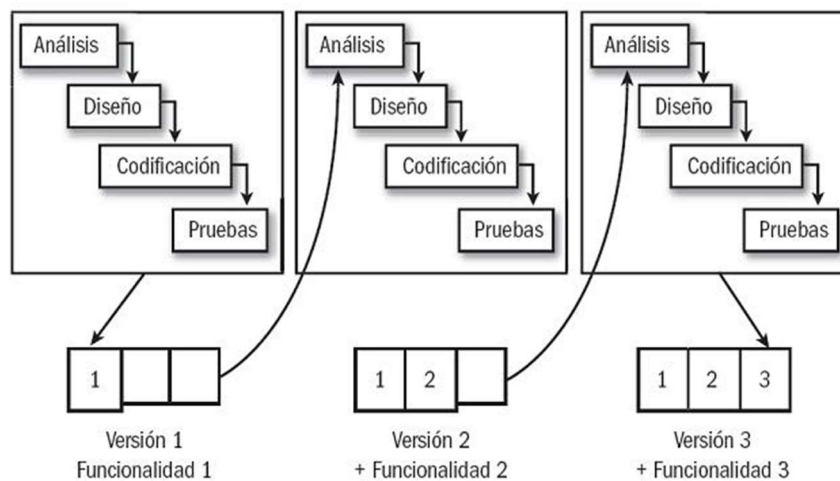 Análisis
Diseño
Codificación
Pruebas
Análisis
Diseño
Codificación
Pruebas
Análisis
Diseño
Codificación
Pruebas
1
1 2
1 2 3
Versión 1
Funcionalidad 1
Versión 2
+ Funcionalidad 2
Versión 3
+ Funcionalidad 3